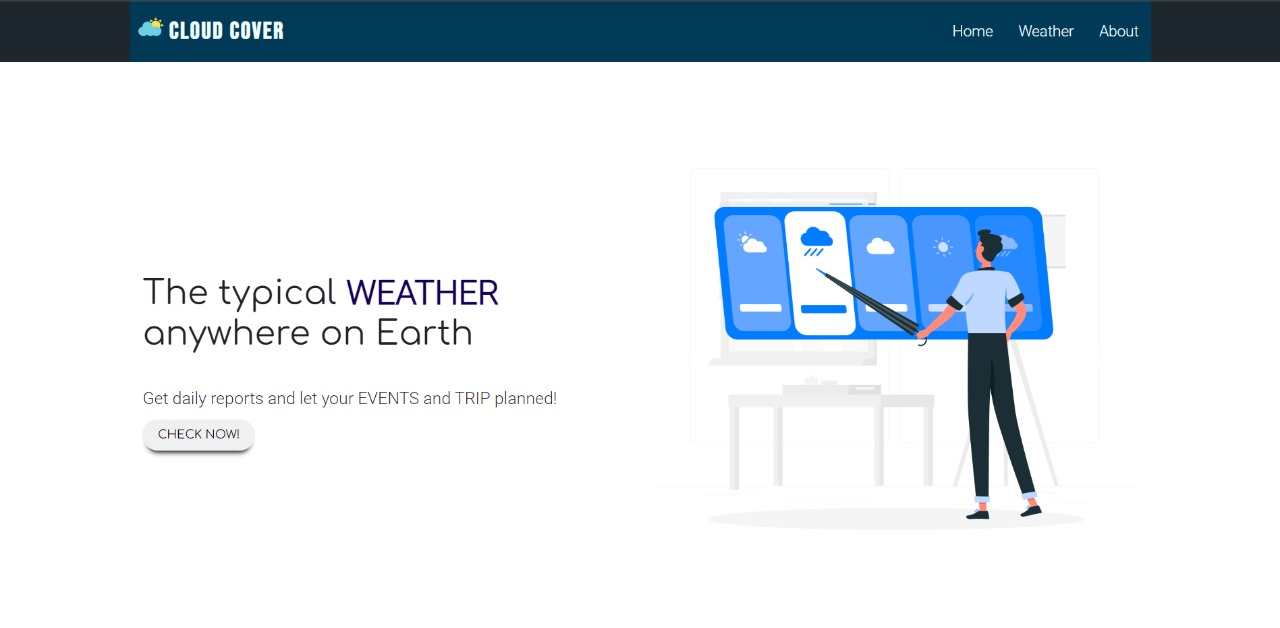 CLOUD COVER
Home Weather About
The typical WEATHER
anywhere on Earth
Get daily reports and let your EVENTS and TRIP planned!
CHECK NOW!